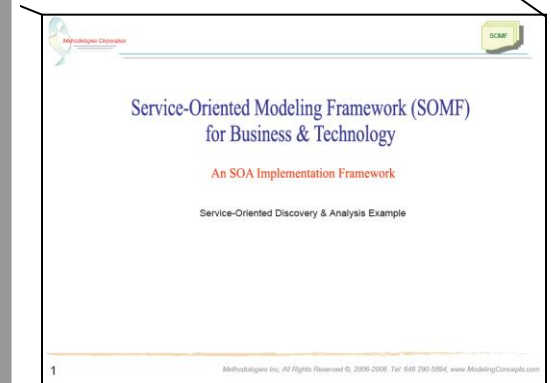 Methodologies Corporation
SOMF
Service-Oriented Modeling Framework (SOMF)
for Business & Technology
An SOA Implementation Framework
Service-Oriented Discovery & Analysis Example
1
Methodologies Inc, All Rights Reserved ©, 2006-2008. Tel: 646 290-5894, www.ModelingConcepts.com